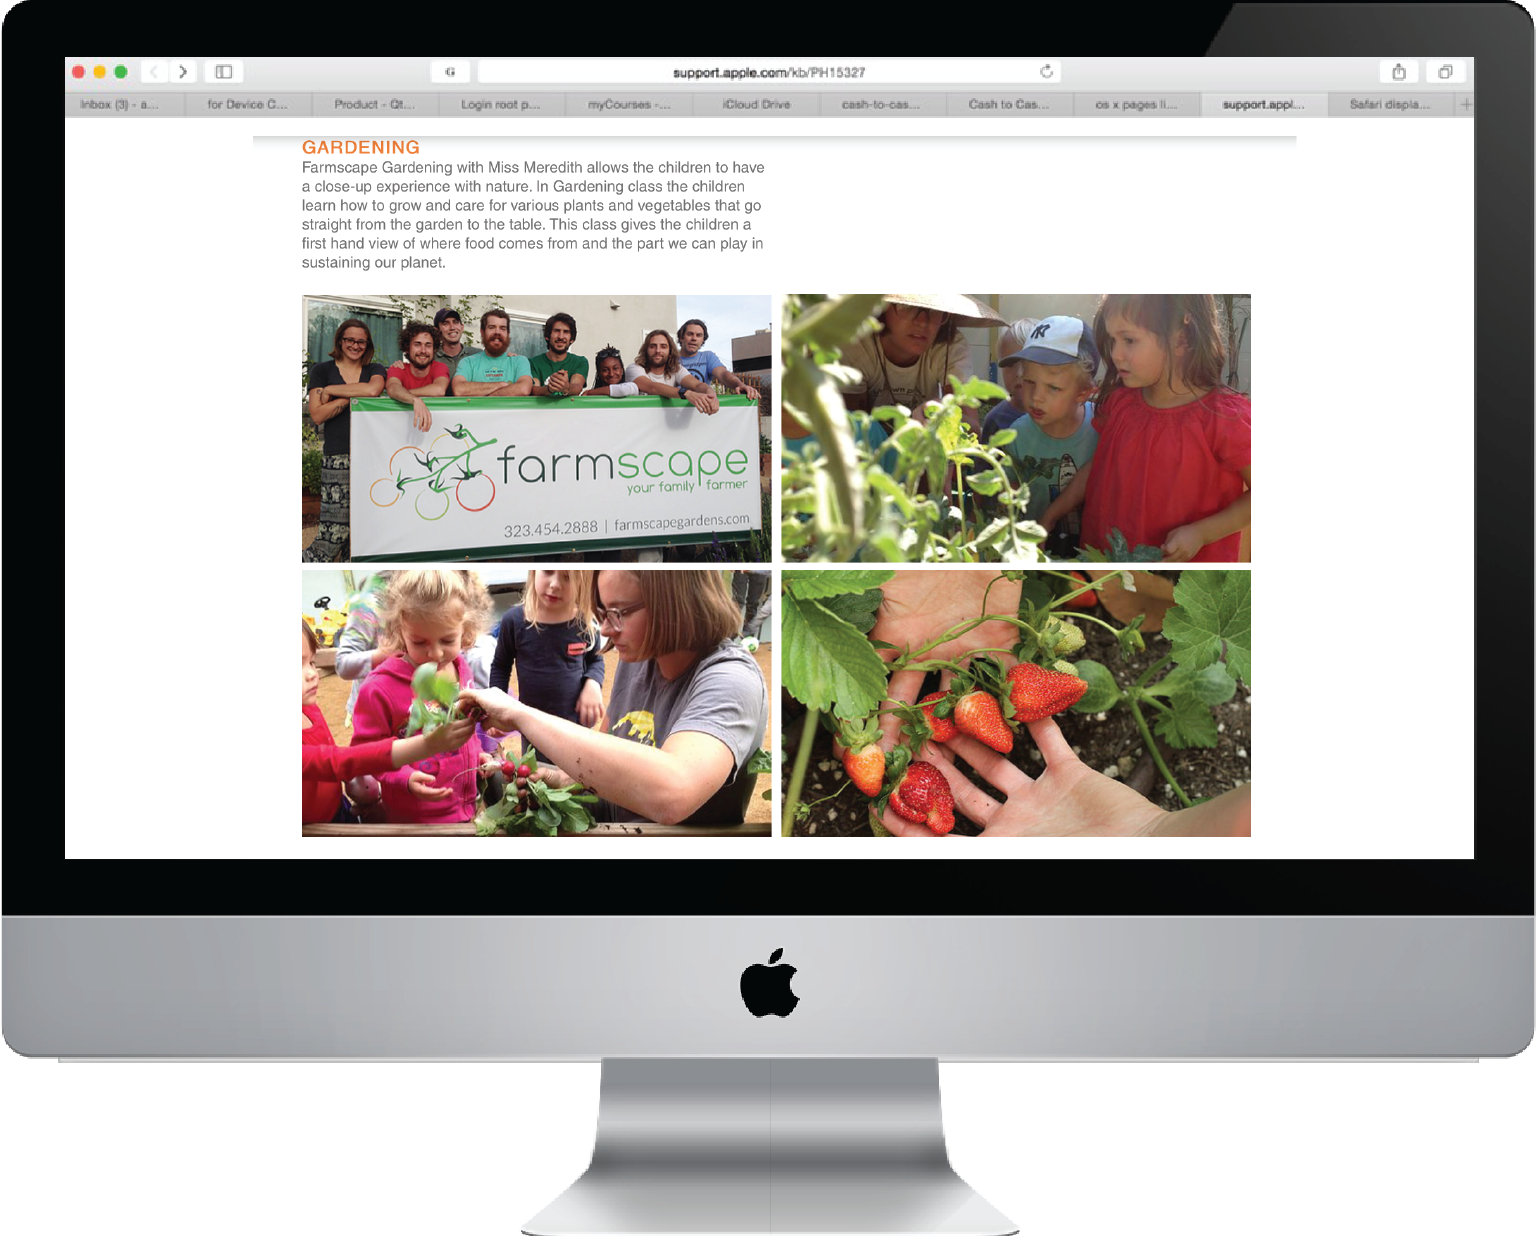 G
support.apple.com/kb/PH15327
Inbox (3) - a...
for Device C...
Product - Qt...
Login root p...
myCourses -...
iCloud Drive
cash-to-cas...
Cash to Cas...
os x pages li...
support.appl...
Safari displa...
GARDENING
Farmscape Gardening with Miss Meredith allows the children to have
a close-up experience with nature. In Gardening class the children
learn how to grow and care for various plants and vegetables that go
straight from the garden to the table. This class gives the children a
first hand view of where food comes from and the part we can play in
sustaining our planet.
farmscape
your family farmer
323.454.2888 | farmscapegardens.com
NY